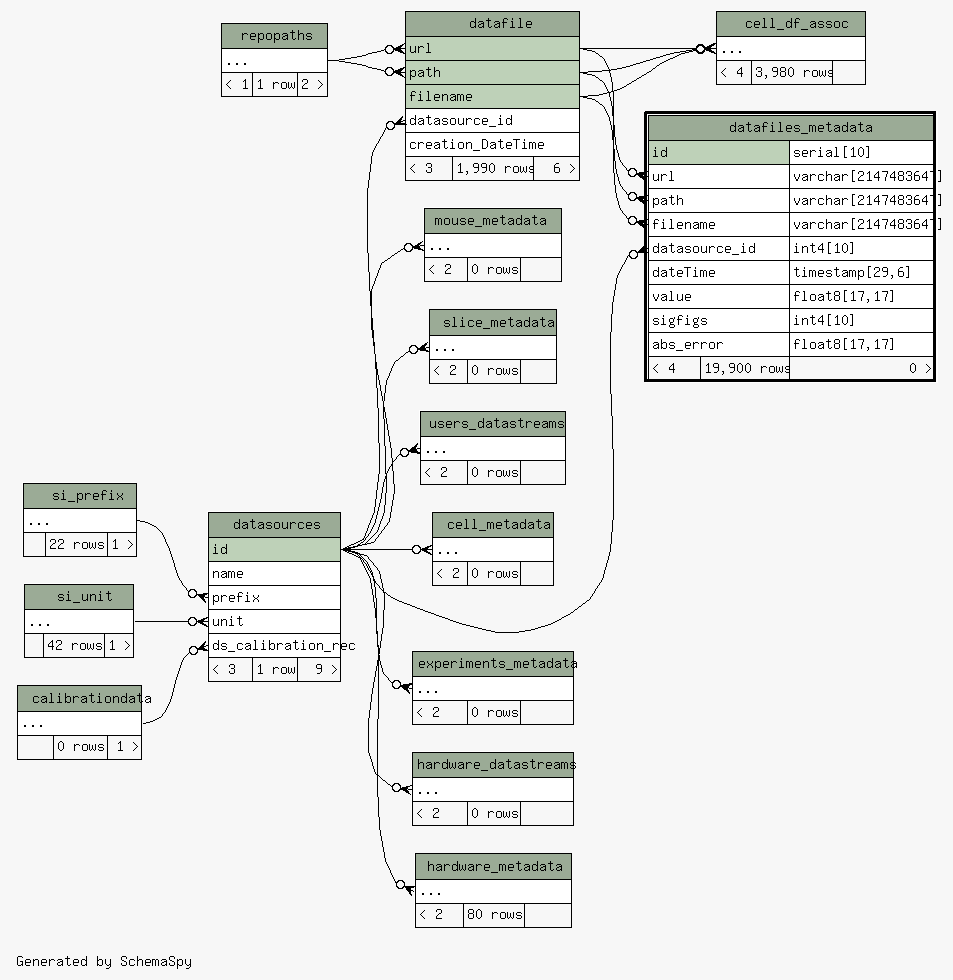 repopaths
...
< 1 1 row 2 >
datafile
url
path
filename
datasource_id
creation_DateTime
< 3 1,990 rows 6 >
cell_df_assoc
...
< 4 3,980 rows
datafiles_metadata
id serial[10]
url varchar[2147483647]
path varchar[2147483647]
filename varchar[2147483647]
datasource_id int4[10]
dateTime timestamp[29,6]
value float8[17,17]
sigfigs int4[10]
abs_error float8[17,17]
< 4 19,900 rows 0 >
mouse_metadata
...
< 2 0 rows
slice_metadata
...
< 2 0 rows
users_datastreams
...
< 2 0 rows
si_prefix
...
22 rows 1 >
si_unit
...
42 rows 1 >
calibrationdata
...
0 rows 1 >
datasources
id
name
prefix
unit
ds_calibration_rec
< 3 1 row 9 >
cell_metadata
...
< 2 0 rows
experiments_metadata
...
< 2 0 rows
hardware_datastreams
...
< 2 0 rows
hardware_metadata
...
< 2 80 rows
Generated by SchemaSpy